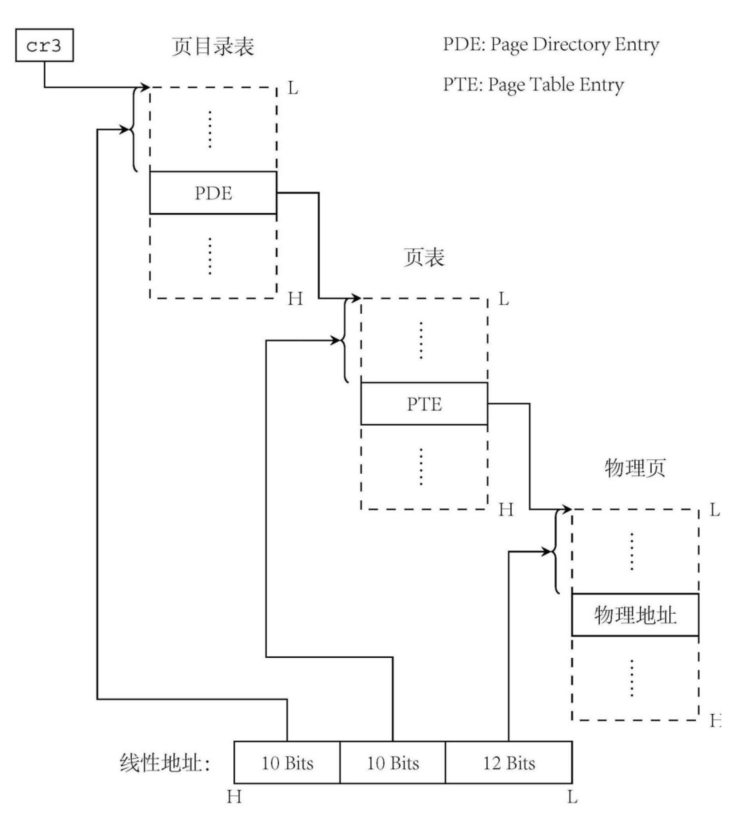 cr3
页目录表
PDE: Page Directory Entry
PTE: Page Table Entry
L
PDE
H
页表
L
PTE
H
物理页
L
物理地址
H
线性地址:
10 Bits
10 Bits
12 Bits
H
L